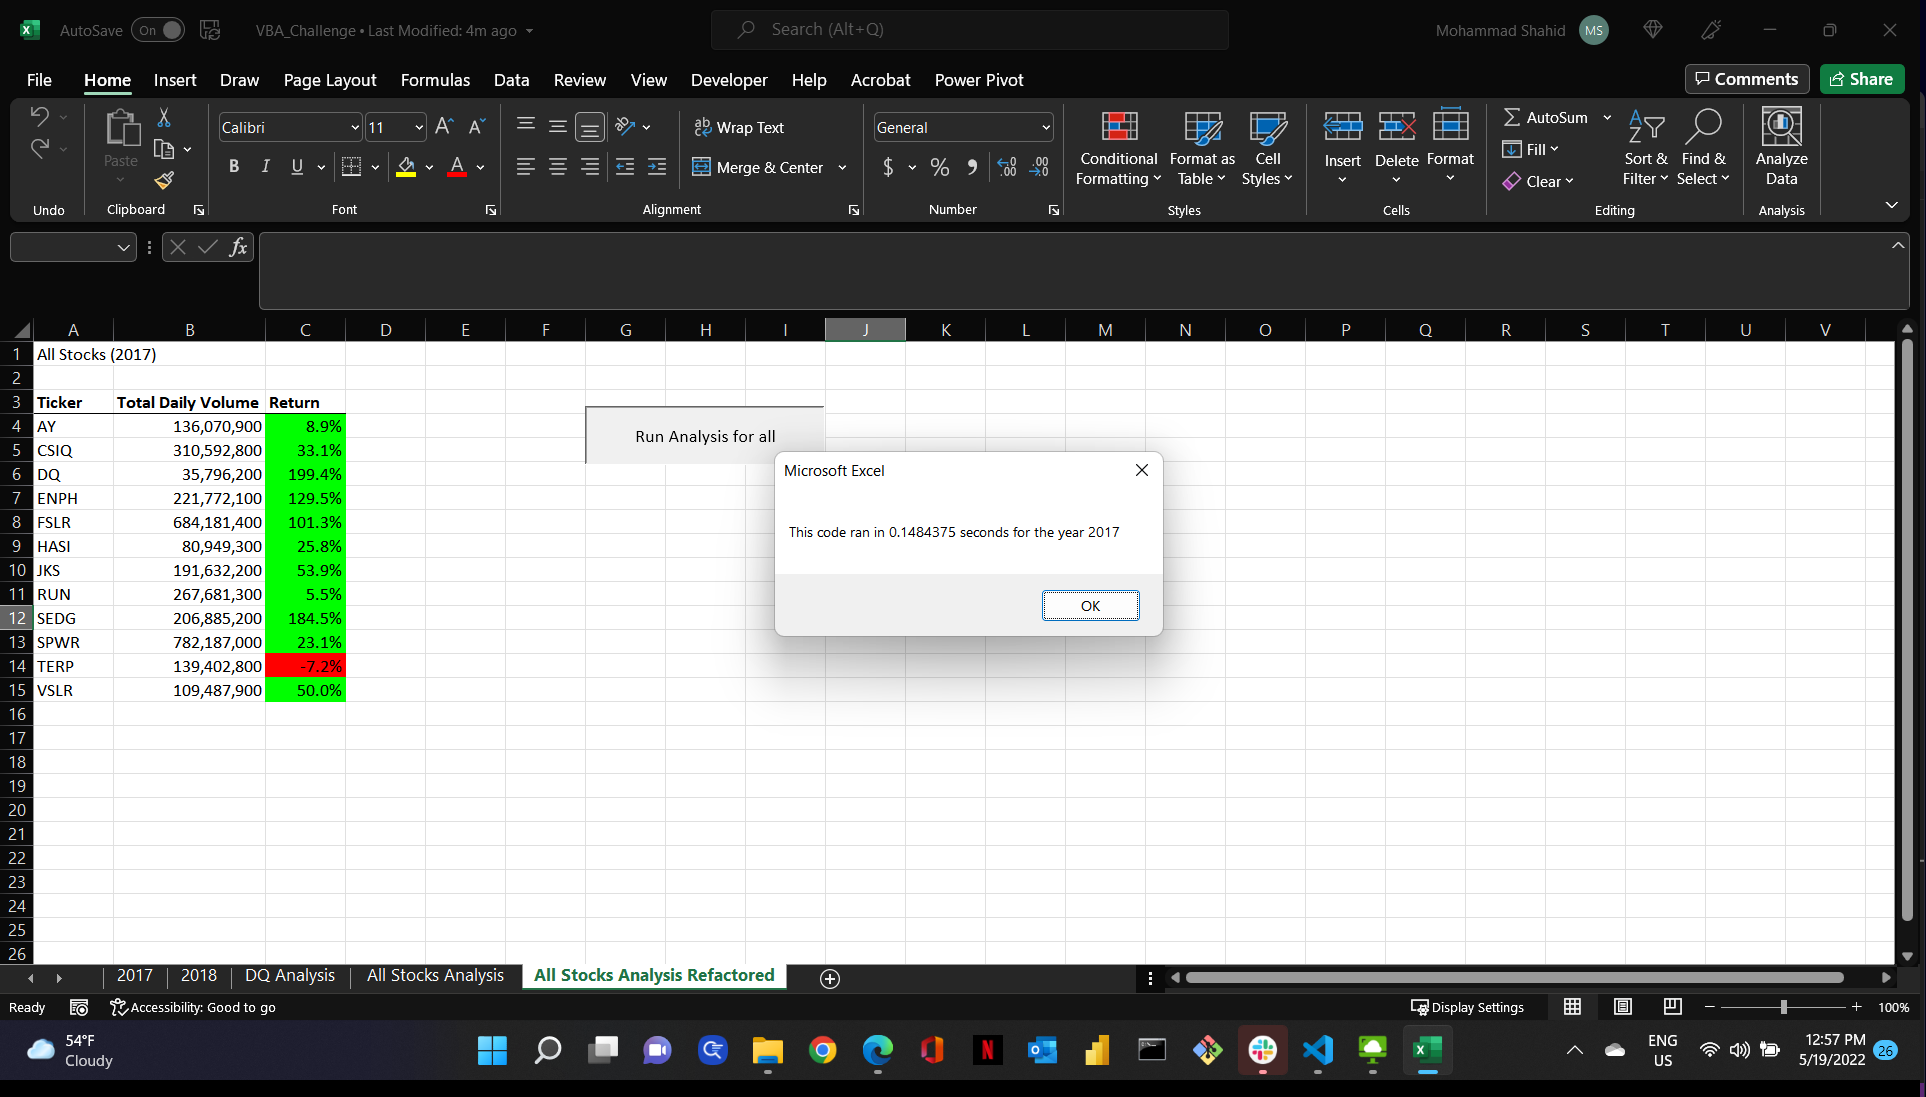 AutoSave On VBA_Challenge • Last Modified: 4m ago Search (Alt+Q) Mohammad Shahid MS
File Home Insert Draw Page Layout Formulas Data Review View Developer Help Acrobat Power Pivot Comments Share
Calibri 11 Wrap Text General AutoSum
Paste Conditional Formatting Format as Table Cell Styles Insert Delete Format Fill Sort & Filter Find & Select Analyze Data
B I U A Merge & Center $ % Clear
Undo Clipboard Font Alignment Number Styles Cells Editing Analysis
fx
A B C D E F G H I J K L M N O P Q R S T U V
1 All Stocks (2017)
2
3 Ticker Total Daily Volume Return
4 AY 136,070,900 8.9%
5 CSIQ 310,592,800 33.1%
6 DQ 35,796,200 199.4%
7 ENPH 221,772,100 129.5%
8 FSLR 684,181,400 101.3%
9 HASI 80,949,300 25.8%
10 JKS 191,632,200 53.9%
11 RUN 267,681,300 5.5%
12 SEDG 206,885,200 184.5%
13 SPWR 782,187,000 23.1%
14 TERP 139,402,800 -7.2%
15 VSLR 109,487,900 50.0%
16
17
18
19
20
21
22
23
24
25
26
Run Analysis for all
Microsoft Excel
This code ran in 0.1484375 seconds for the year 2017
OK
2017 2018 DQ Analysis All Stocks Analysis All Stocks Analysis Refactored
Ready Accessibility: Good to go Display Settings 100%
54°F
Cloudy
ENG
US
12:57 PM
5/19/2022
26